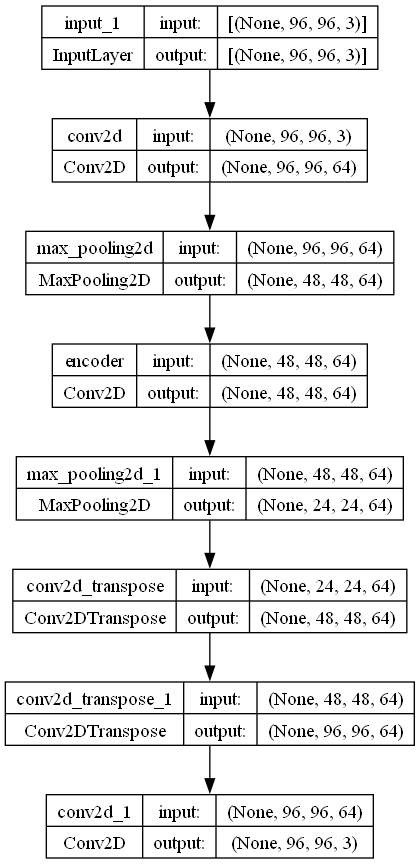 input_1 input: [(None, 96, 96, 3)]
InputLayer output: [(None, 96, 96, 3)]
conv2d input: (None, 96, 96, 3)
Conv2D output: (None, 96, 96, 64)
max_pooling2d input: (None, 96, 96, 64)
MaxPooling2D output: (None, 48, 48, 64)
encoder input: (None, 48, 48, 64)
Conv2D output: (None, 48, 48, 64)
max_pooling2d_1 input: (None, 48, 48, 64)
MaxPooling2D output: (None, 24, 24, 64)
conv2d_transpose input: (None, 24, 24, 64)
Conv2DTranspose output: (None, 48, 48, 64)
conv2d_transpose_1 input: (None, 48, 48, 64)
Conv2DTranspose output: (None, 96, 96, 64)
conv2d_1 input: (None, 96, 96, 64)
Conv2D output: (None, 96, 96, 3)